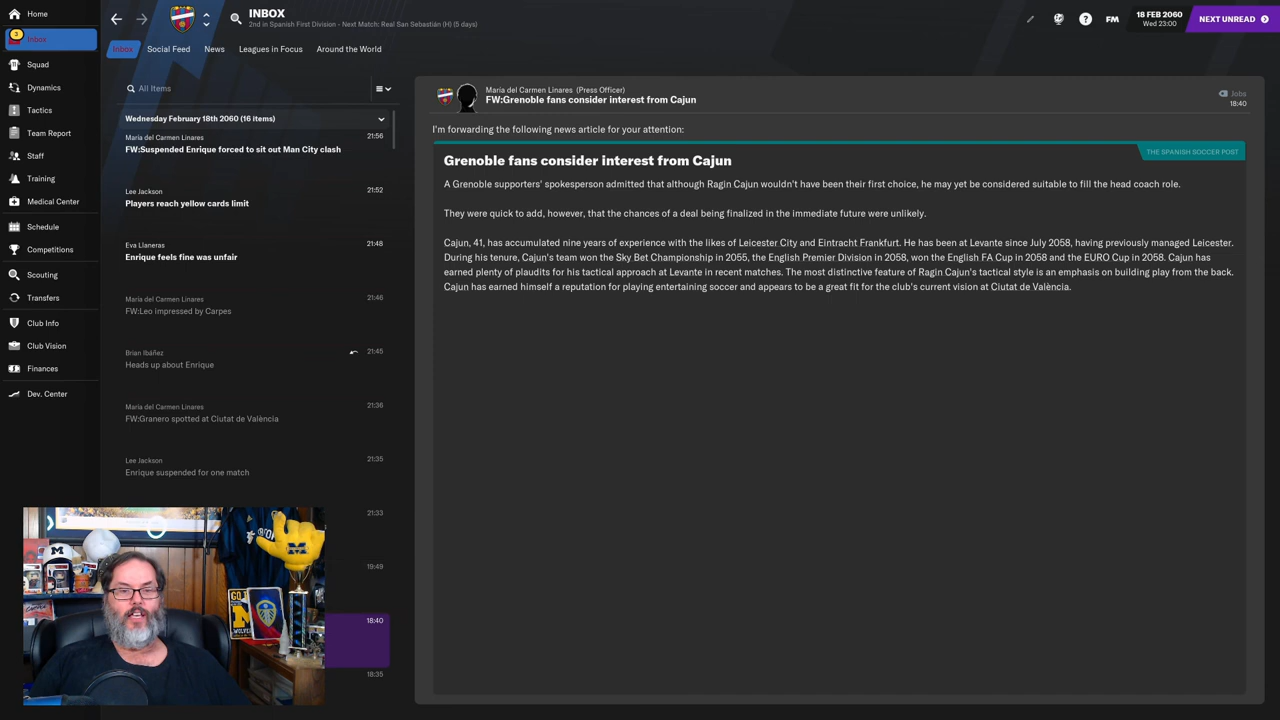 Home
3
Inbox
Squad
Dynamics
Tactics
Team Report
Staff
Training
Medical Center
Schedule
Competitions
Scouting
Transfers
Club Info
Club Vision
Finances
Dev. Center
INBOX
2nd in Spanish First Division - Next Match: Real San Sebastián (H) (5 days)
FM
18 FEB 2060
Wed 23:00
NEXT UNREAD
Inbox
Social Feed
News
Leagues in Focus
Around the World
All Items
Wednesday February 18th 2060 (16 items)
María del Carmen Linares
21:56
FW:Suspended Enrique forced to sit out Man City clash
Lee Jackson
21:52
Players reach yellow cards limit
Eva Llaneras
21:48
Enrique feels fine was unfair
María del Carmen Linares
21:46
FW:Leo impressed by Carpes
Brian Ibáñez
21:45
Heads up about Enrique
María del Carmen Linares
21:36
FW:Granero spotted at Ciutat de València
Lee Jackson
21:35
Enrique suspended for one match
21:33
19:49
18:40
18:35
María del Carmen Linares (Press Officer)
FW:Grenoble fans consider interest from Cajun
Jobs
18:40
I'm forwarding the following news article for your attention:
THE SPANISH SOCCER POST
Grenoble fans consider interest from Cajun
A Grenoble supporters' spokesperson admitted that although Ragin Cajun wouldn't have been their first choice, he may yet be considered suitable to fill the head coach role.
They were quick to add, however, that the chances of a deal being finalized in the immediate future were unlikely.
Cajun, 41, has accumulated nine years of experience with the likes of Leicester City and Eintracht Frankfurt. He has been at Levante since July 2058, having previously managed Leicester.
During his tenure, Cajun's team won the Sky Bet Championship in 2055, the English Premier Division in 2058, won the English FA Cup in 2058 and the EURO Cup in 2058. Cajun has
earned plenty of plaudits for his tactical approach at Levante in recent matches. The most distinctive feature of Ragin Cajun's tactical style is an emphasis on building play from the back.
Cajun has earned himself a reputation for playing entertaining soccer and appears to be a great fit for the club's current vision at Ciutat de València.
M
M
GO